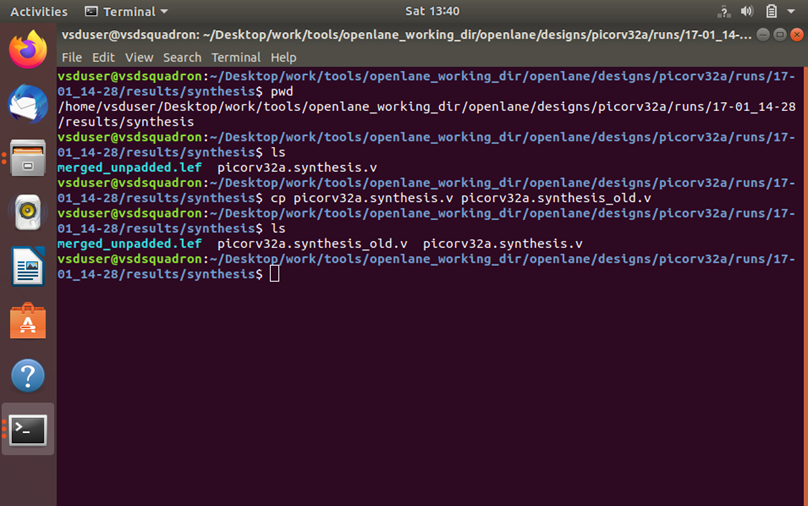 Activities Terminal Sat 13:40
vsduser@vsdsquadron: ~/Desktop/work/tools/openlane_working_dir/openlane/designs/picorv32a/runs/17-01_14-...
File Edit View Search Terminal Help
vsduser@vsdsquadron:~/Desktop/work/tools/openlane_working_dir/openlane/designs/picorv32a/runs/17-
01_14-28/results/synthesis$ pwd
/home/vsduser/Desktop/work/tools/openlane_working_dir/openlane/designs/picorv32a/runs/17-01_14-28
/results/synthesis
vsduser@vsdsquadron:~/Desktop/work/tools/openlane_working_dir/openlane/designs/picorv32a/runs/17-
01_14-28/results/synthesis$ ls
merged_unpadded.lef picorv32a.synthesis.v
vsduser@vsdsquadron:~/Desktop/work/tools/openlane_working_dir/openlane/designs/picorv32a/runs/17-
01_14-28/results/synthesis$ cp picorv32a.synthesis.v picorv32a.synthesis_old.v
vsduser@vsdsquadron:~/Desktop/work/tools/openlane_working_dir/openlane/designs/picorv32a/runs/17-
01_14-28/results/synthesis$ ls
merged_unpadded.lef picorv32a.synthesis_old.v picorv32a.synthesis.v
vsduser@vsdsquadron:~/Desktop/work/tools/openlane_working_dir/openlane/designs/picorv32a/runs/17-
01_14-28/results/synthesis$